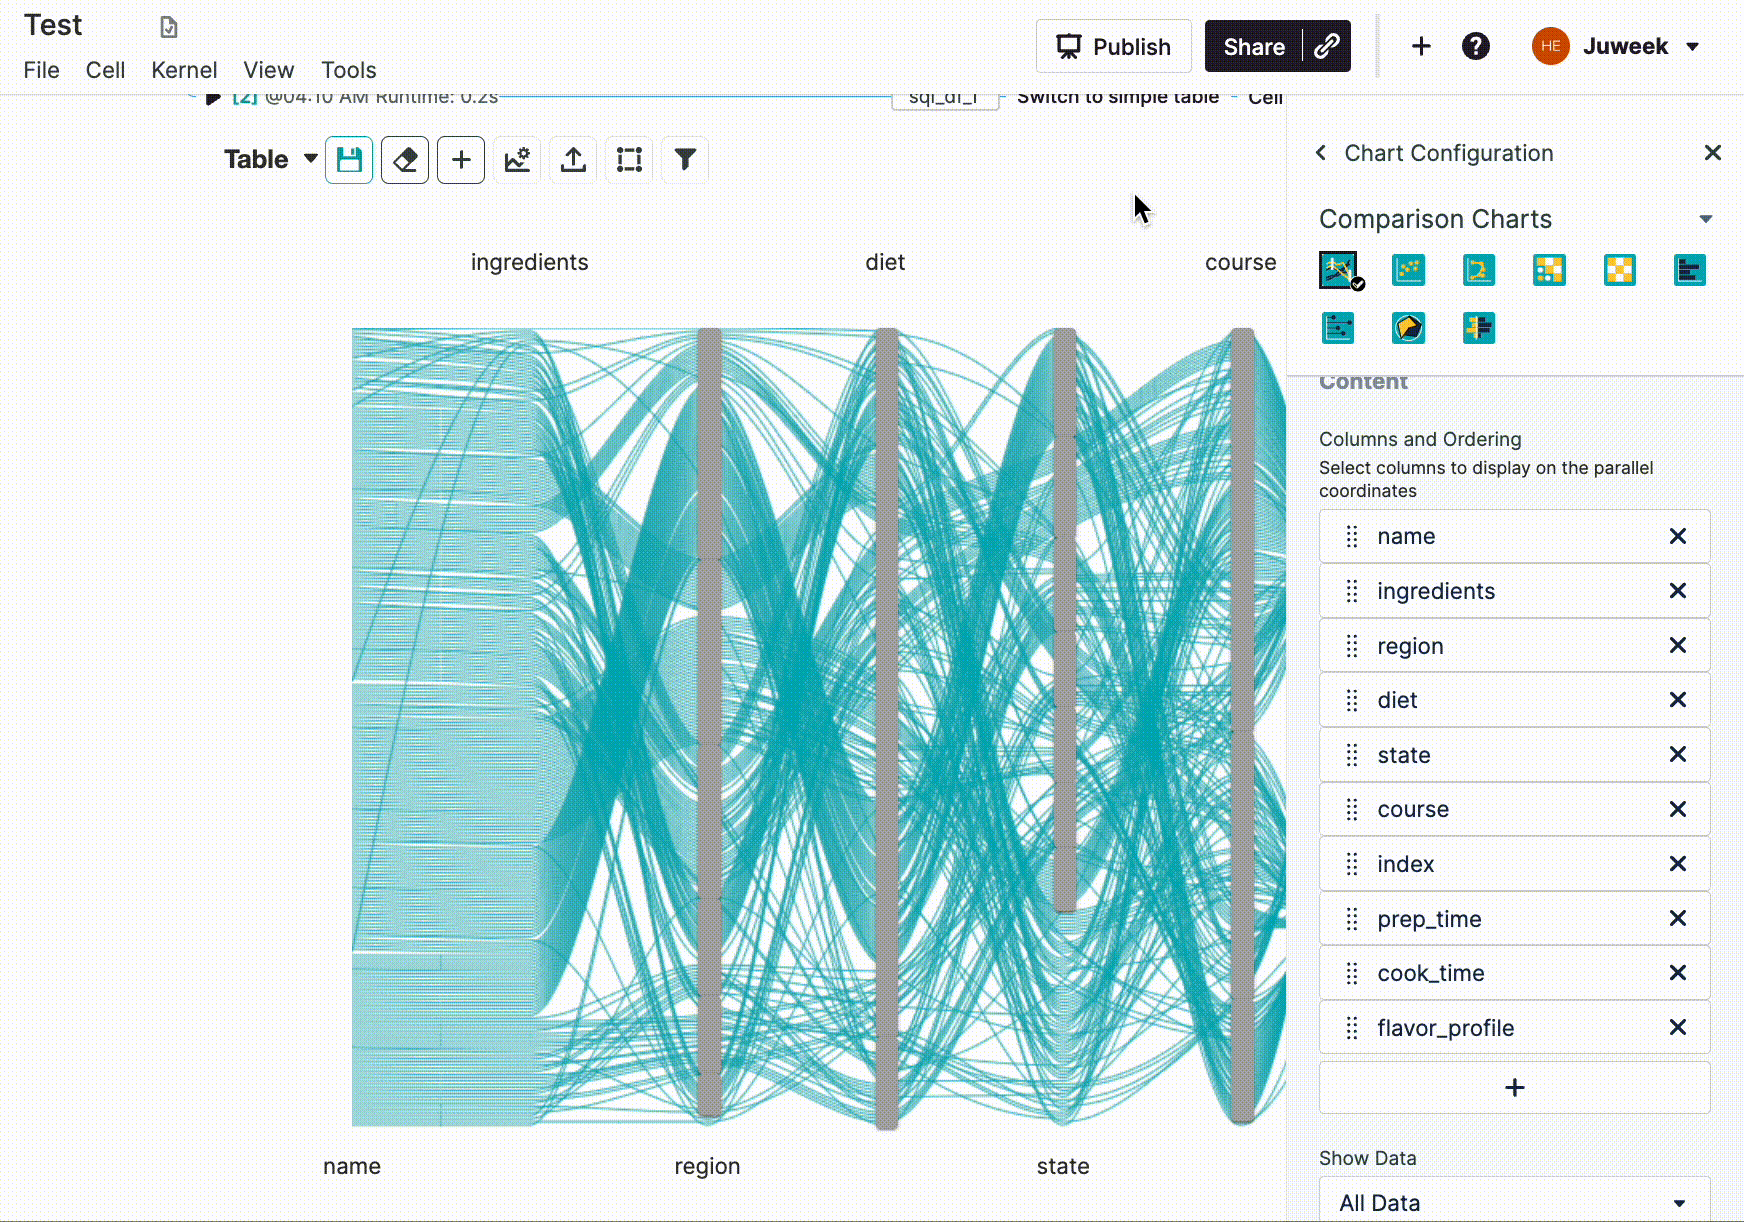 Test
File Cell Kernel View Tools
Publish
Share
HE
Juweek
[2] @04:10 AM Runtime: 0.2s
sql_df_1
Switch to simple table
Cell
Table
Chart Configuration
Comparison Charts
Content
Columns and Ordering
Select columns to display on the parallel
coordinates
name
ingredients
region
diet
state
course
index
prep_time
cook_time
flavor_profile
Show Data
All Data
ingredients
diet
course
name
region
state